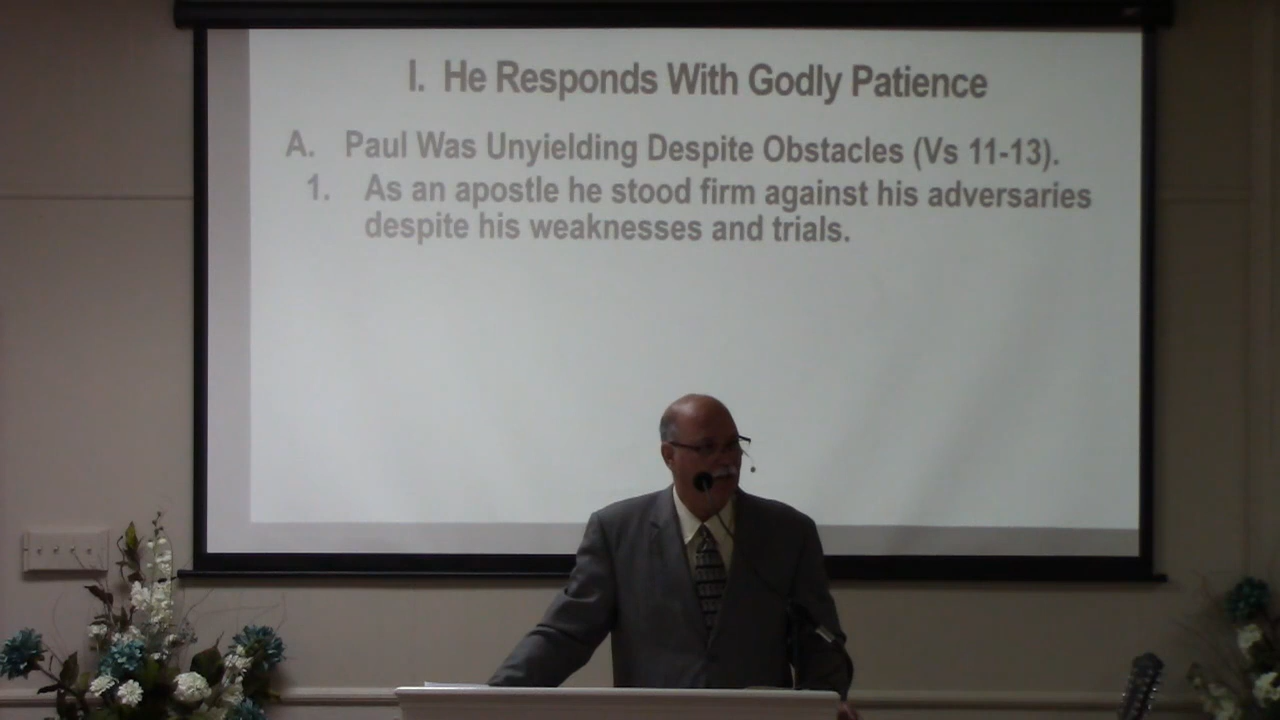 I. He Responds With Godly Patience
A. Paul Was Unyielding Despite Obstacles (Vs 11-13).
1. As an apostle he stood firm against his adversaries
despite his weaknesses and trials.